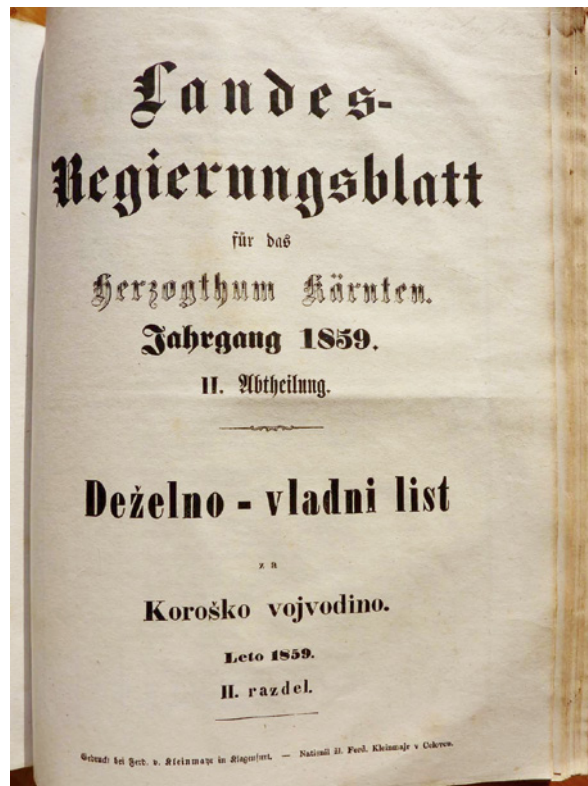 Landes-
Regierungsblatt
für das
Herzogthum Kärnten.
Jahrgang 1859.
II. Abtheilung.
Deželno - vladni list
za
Koroško vojvodino.
Leto 1859.
II. razdel.
Gedruckt bei Ferd. v. Kleinmayr in Klagenfurt. — Natisnil Ferd. Kleinmajr v Celovcu.